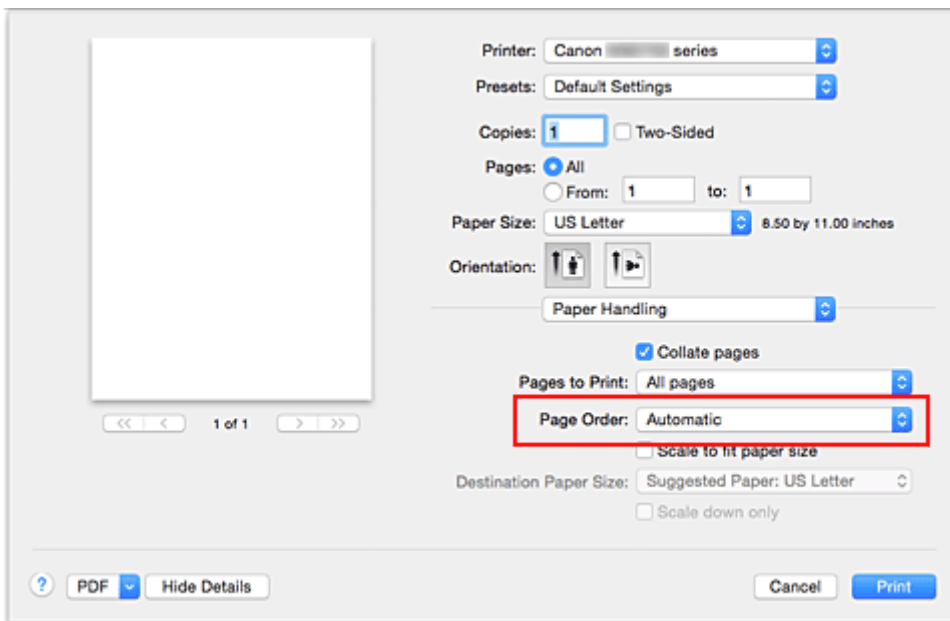 Printer: Canon series
Presets: Default Settings
Copies: 1 Two-Sided
Pages: All
From: 1 to: 1
Paper Size: US Letter 8.50 by 11.00 inches
Orientation:
Paper Handling
Collate pages
Pages to Print: All pages
Page Order: Automatic
Scale to fit paper size
Destination Paper Size: Suggested Paper: US Letter
Scale down only
<< < 1 of 1 > >>
? PDF Hide Details Cancel Print